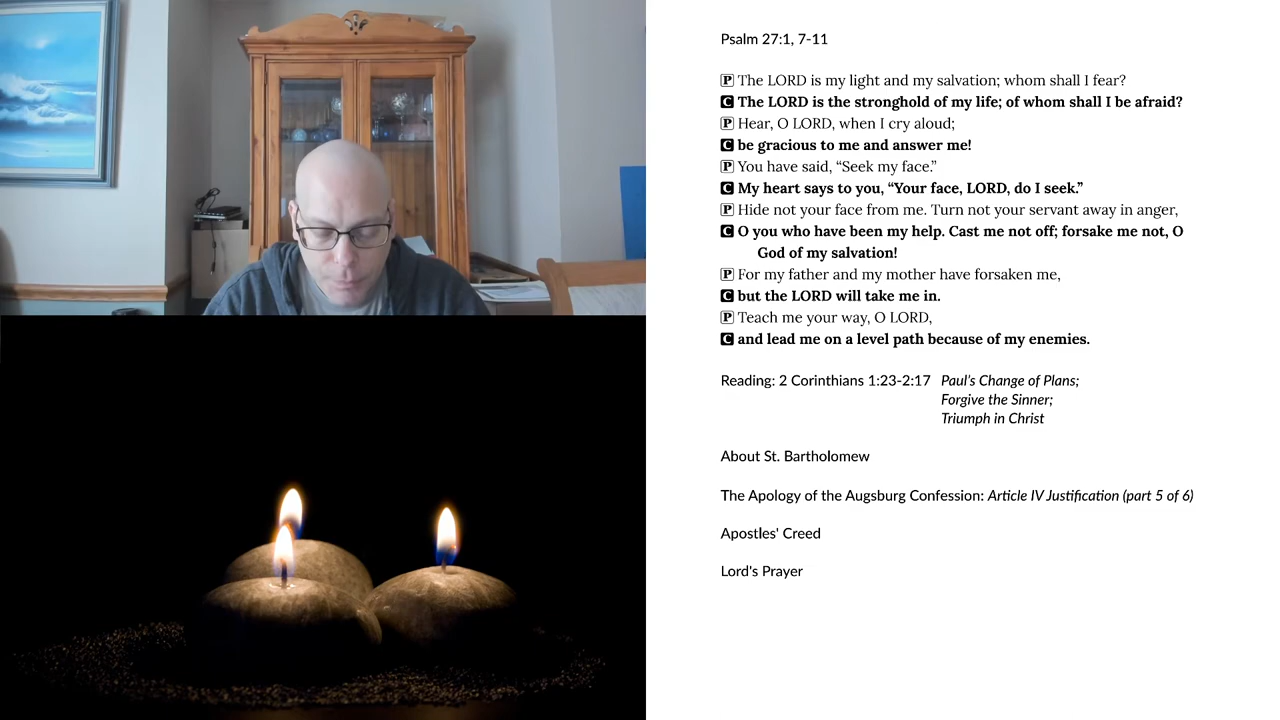 Psalm 27:1, 7-11
P The LORD is my light and my salvation; whom shall I fear?
C The LORD is the stronghold of my life; of whom shall I be afraid?
P Hear, O LORD, when I cry aloud;
C be gracious to me and answer me!
P You have said, “Seek my face.”
C My heart says to you, “Your face, LORD, do I seek.”
P Hide not your face from me. Turn not your servant away in anger,
C O you who have been my help. Cast me not off; forsake me not, O
God of my salvation!
P For my father and my mother have forsaken me,
C but the LORD will take me in.
P Teach me your way, O LORD,
C and lead me on a level path because of my enemies.
Reading: 2 Corinthians 1:23-2:17 Paul's Change of Plans;
Forgive the Sinner;
Triumph in Christ
About St. Bartholomew
The Apology of the Augsburg Confession: Article IV Justification (part 5 of 6)
Apostles' Creed
Lord's Prayer